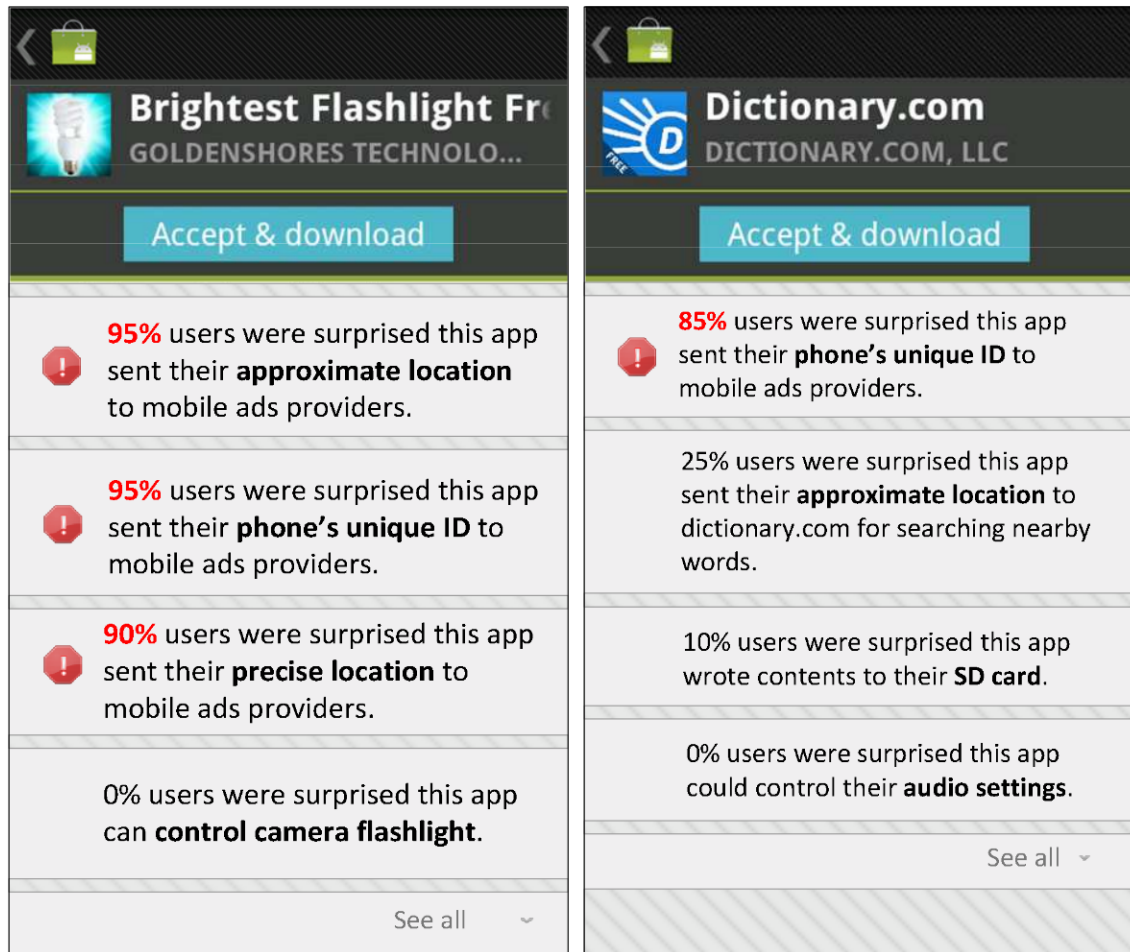 Brightest Flashlight Fre
GOLDENSHORES TECHNOLO...
Accept & download
95% users were surprised this app
sent their approximate location
to mobile ads providers.
95% users were surprised this app
sent their phone's unique ID to
mobile ads providers.
90% users were surprised this app
sent their precise location to
mobile ads providers.
0% users were surprised this app
can control camera flashlight.
See all
Dictionary.com
DICTIONARY.COM, LLC
D
FREE
Accept & download
85% users were surprised this app
sent their phone's unique ID to
mobile ads providers.
25% users were surprised this app
sent their approximate location to
dictionary.com for searching nearby
words.
10% users were surprised this app
wrote contents to their SD card.
0% users were surprised this app
could control their audio settings.
See all